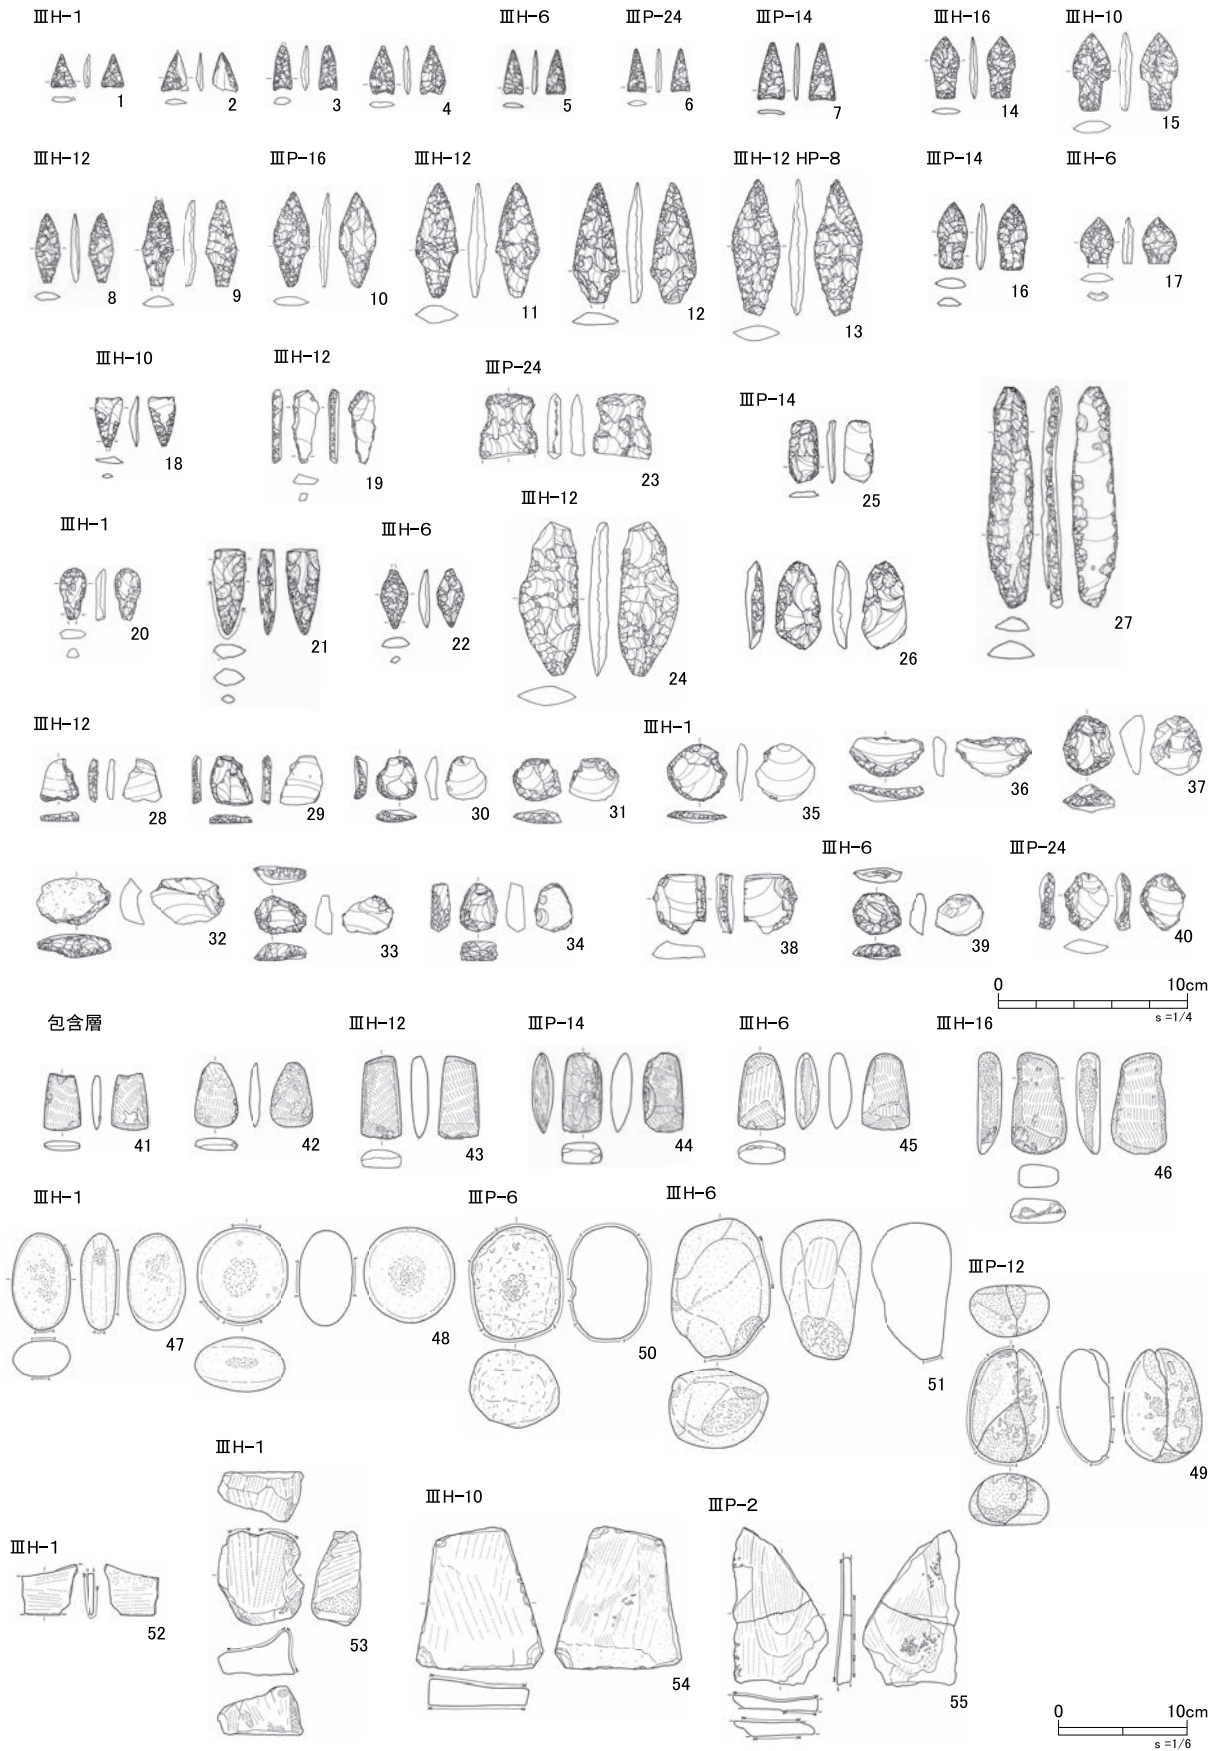 ⅢH-1
ⅢH-6
ⅢP-24
ⅢP-14
ⅢH-16
ⅢH-10
1
2
3
4
5
6
7
14
15
ⅢH-12
ⅢP-16
ⅢH-12
ⅢH-12 HP-8
ⅢP-14
ⅢH-6
8
9
10
11
12
13
16
17
ⅢH-10
ⅢH-12
ⅢP-24
ⅢP-14
18
19
23
25
27
ⅢH-1
ⅢH-6
ⅢH-12
20
21
22
24
26
ⅢH-12
ⅢH-1
28
29
30
31
35
36
37
ⅢH-6
ⅢP-24
32
33
34
38
39
40
0 10cm
s=1/4
包含層
ⅢH-12
ⅢP-14
ⅢH-6
ⅢH-16
41
42
43
44
45
46
ⅢH-1
ⅢP-6
ⅢH-6
ⅢP-12
47
48
50
51
49
ⅢH-1
ⅢH-1
ⅢH-10
ⅢP-2
52
53
54
55
0 10cm
s=1/6